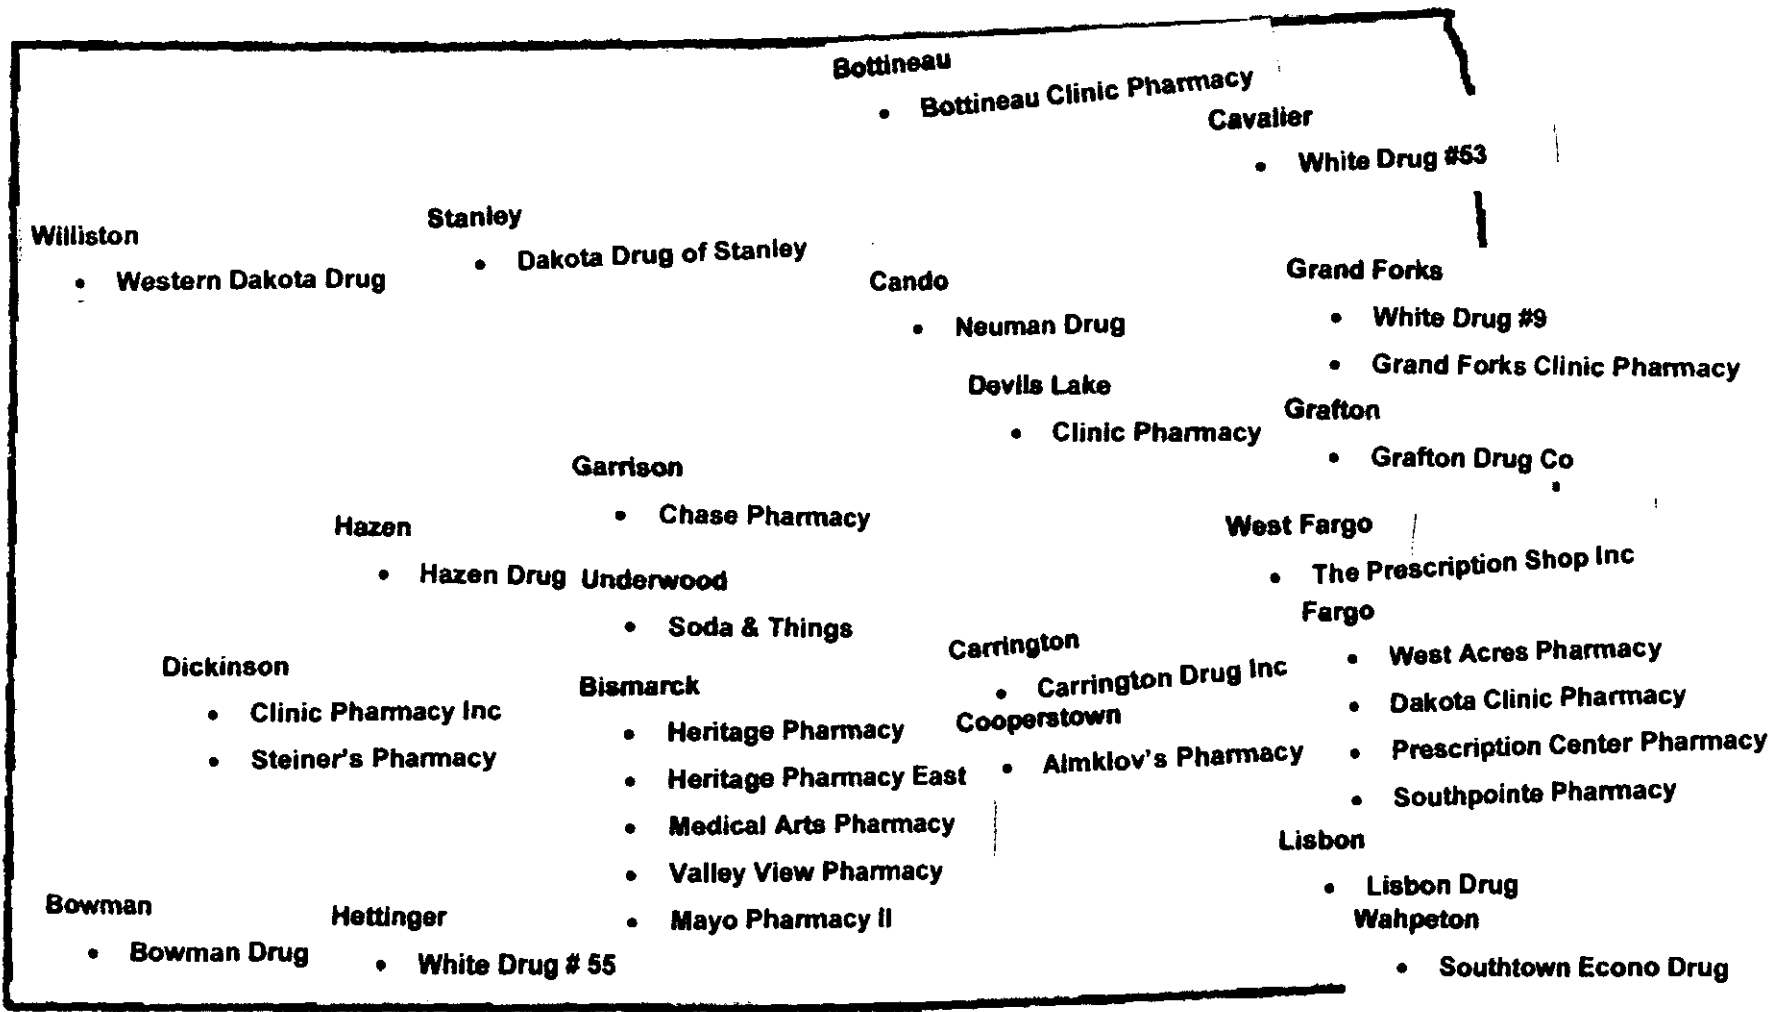 Bottineau
• Bottineau Clinic Pharmacy
Cavalier
• White Drug #53
Williston
• Western Dakota Drug
Stanley
• Dakota Drug of Stanley
Cando
• Neuman Drug
Grand Forks
• White Drug #9
• Grand Forks Clinic Pharmacy
Devils Lake
• Clinic Pharmacy
Grafton
• Grafton Drug Co
Garrison
• Chase Pharmacy
Hazen
• Hazen Drug
Underwood
• Soda & Things
West Fargo
• The Prescription Shop Inc
Fargo
• West Acres Pharmacy
• Dakota Clinic Pharmacy
• Prescription Center Pharmacy
• Southpointe Pharmacy
Dickinson
• Clinic Pharmacy Inc
• Steiner's Pharmacy
Bismarck
• Heritage Pharmacy
• Heritage Pharmacy East
• Medical Arts Pharmacy
• Valley View Pharmacy
• Mayo Pharmacy II
Carrington
• Carrington Drug Inc
Cooperstown
• Almklov's Pharmacy
Lisbon
• Lisbon Drug
Wahpeton
• Southtown Econo Drug
Bowman
• Bowman Drug
Hettinger
• White Drug # 55